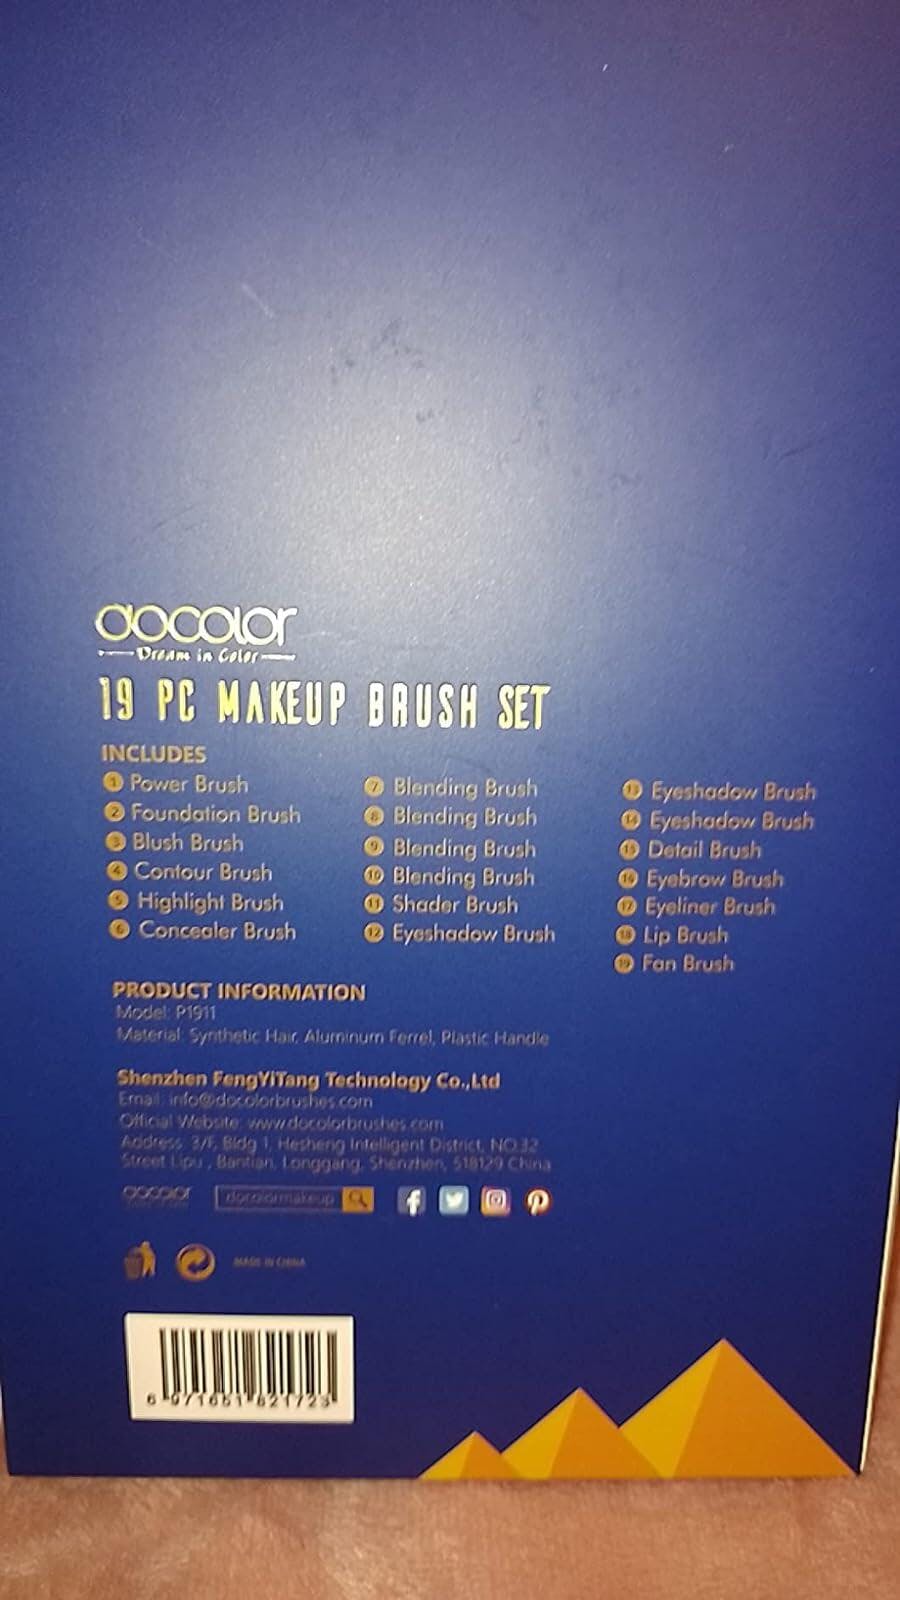 docolor
Dream in Color
19 PC MAKEUP BRUSH SET
INCLUDES
1 Power Brush
2 Foundation Brush
3 Blush Brush
4 Contour Brush
5 Highlight Brush
6 Concealer Brush
7 Blending Brush
8 Blending Brush
9 Blending Brush
10 Blending Brush
11 Shader Brush
12 Eyeshadow Brush
13 Eyeshadow Brush
14 Eyeshadow Brush
15 Detail Brush
16 Eyebrow Brush
17 Eyeliner Brush
18 Lip Brush
19 Fan Brush
PRODUCT INFORMATION
Model: P1911
Material: Synthetic Hair, Aluminum Ferrel, Plastic Handle
Shenzhen FengYiTang Technology Co.,Ltd
Email: info@docolorbrushes.com
Official Website: www.docolorbrushes.com
Address: 3/F, Bldg 1, Hesheng Intelligent District, NO.32
Street Lipu , Bantian, Longgang, Shenzhen, 518129 China
docolor docolormakeup
MADE IN CHINA
6 971651 821723